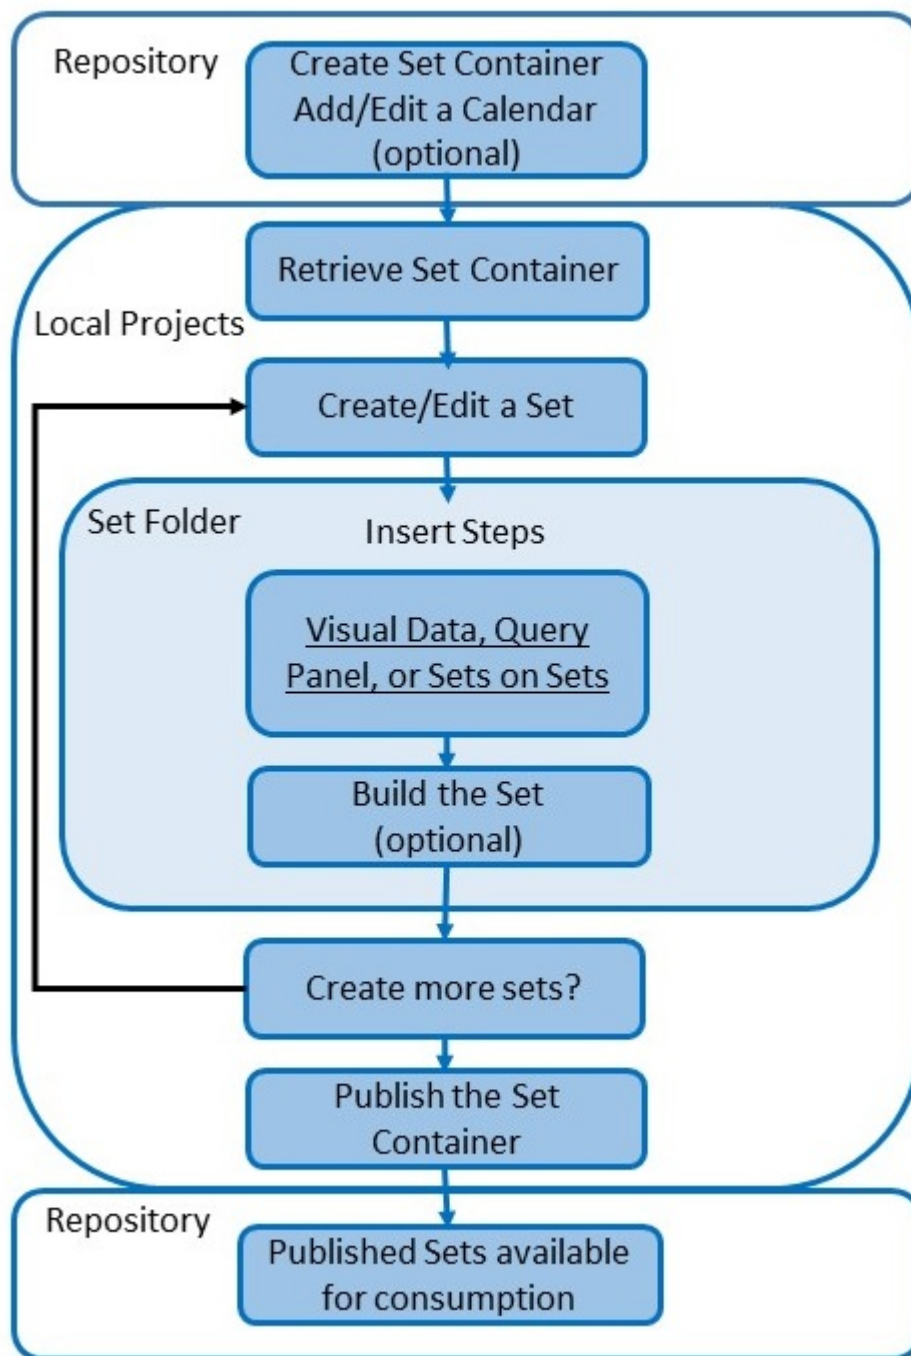 Repository
Create Set Container
Add/Edit a Calendar
(optional)
Retrieve Set Container
Local Projects
Create/Edit a Set
Set Folder
Insert Steps
Visual Data, Query
Panel, or Sets on Sets
Build the Set
(optional)
Create more sets?
Publish the Set
Container
Repository
Published Sets available
for consumption